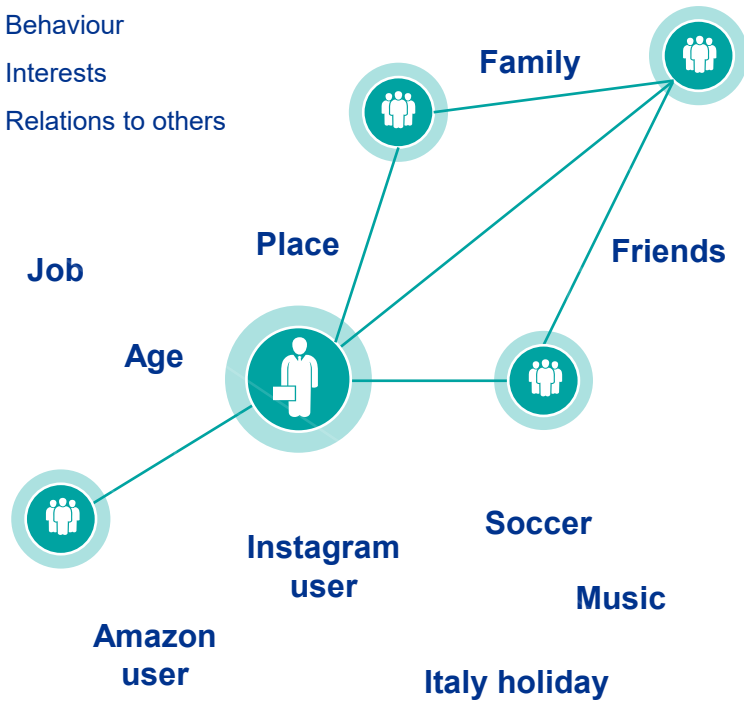 Behaviour
Interests
Relations to others
Family
Place
Friends
Job
Age
Soccer
Instagram
user
Music
Amazon
user
Italy holiday